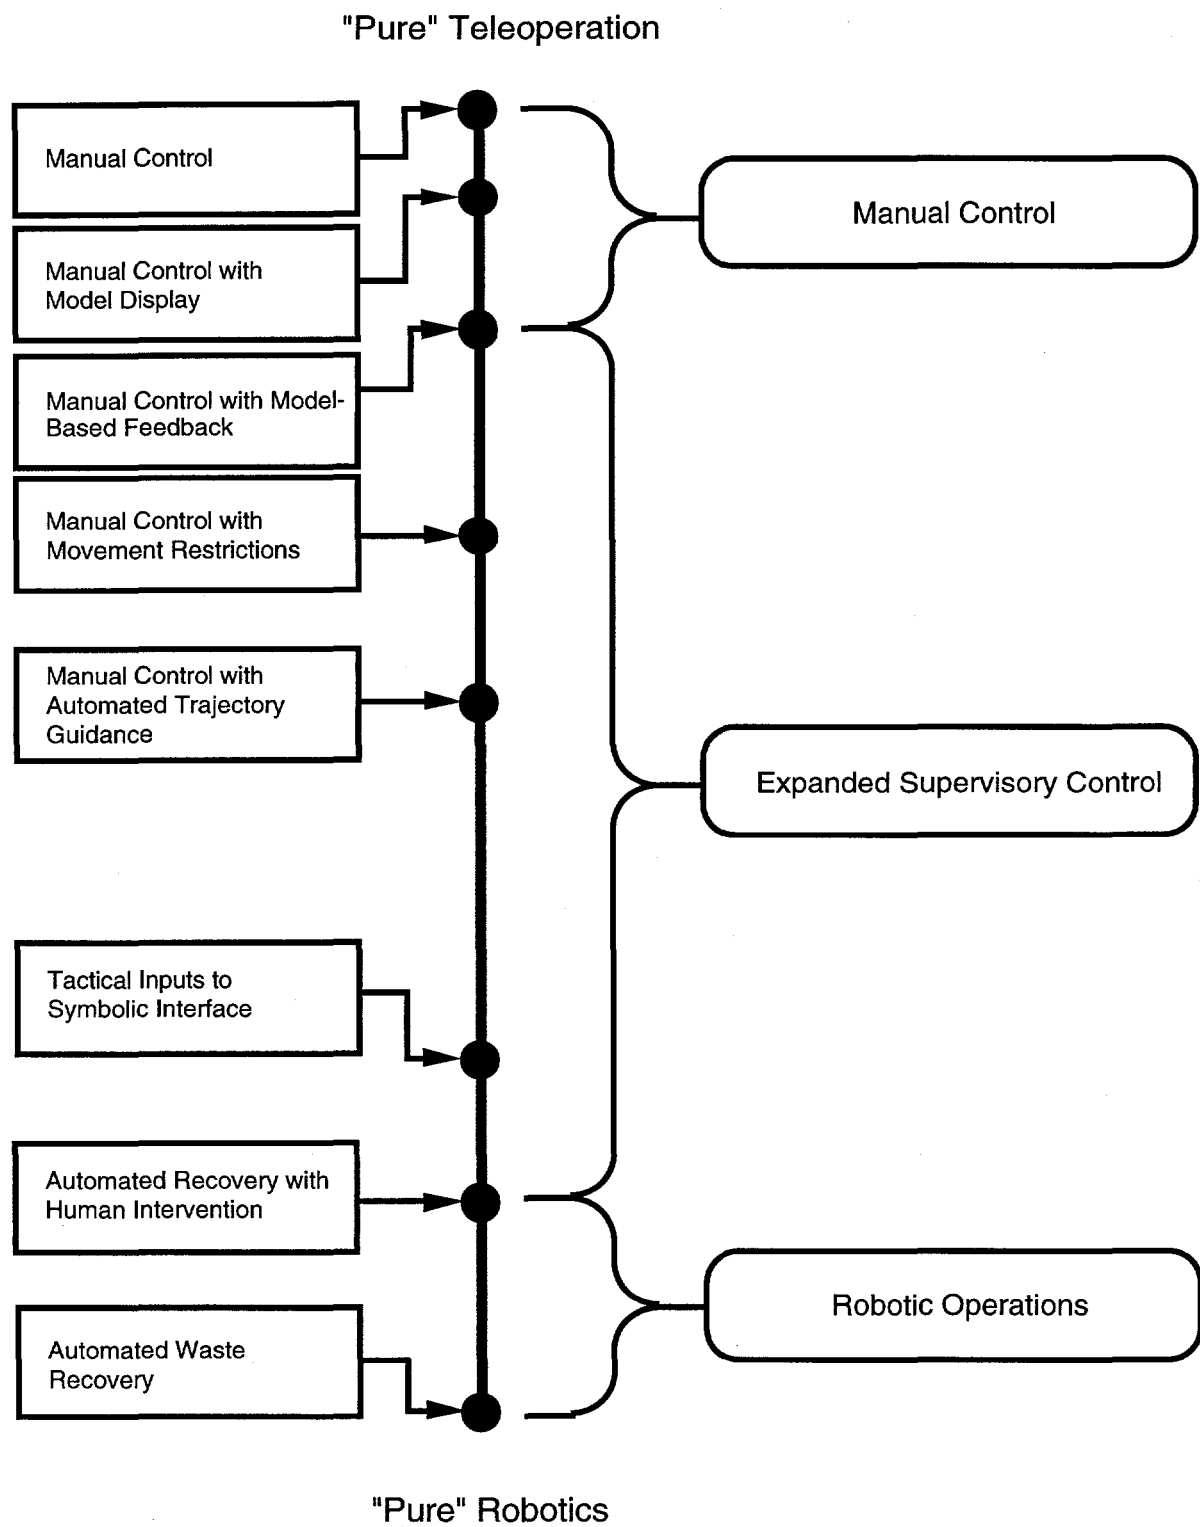 "Pure" Teleoperation
Manual Control
Manual Control with
Model Display
Manual Control with Model-
Based Feedback
Manual Control with
Movement Restrictions
Manual Control with
Automated Trajectory
Guidance
Tactical Inputs to
Symbolic Interface
Automated Recovery with
Human Intervention
Automated Waste
Recovery
Manual Control
Expanded Supervisory Control
Robotic Operations
"Pure" Robotics